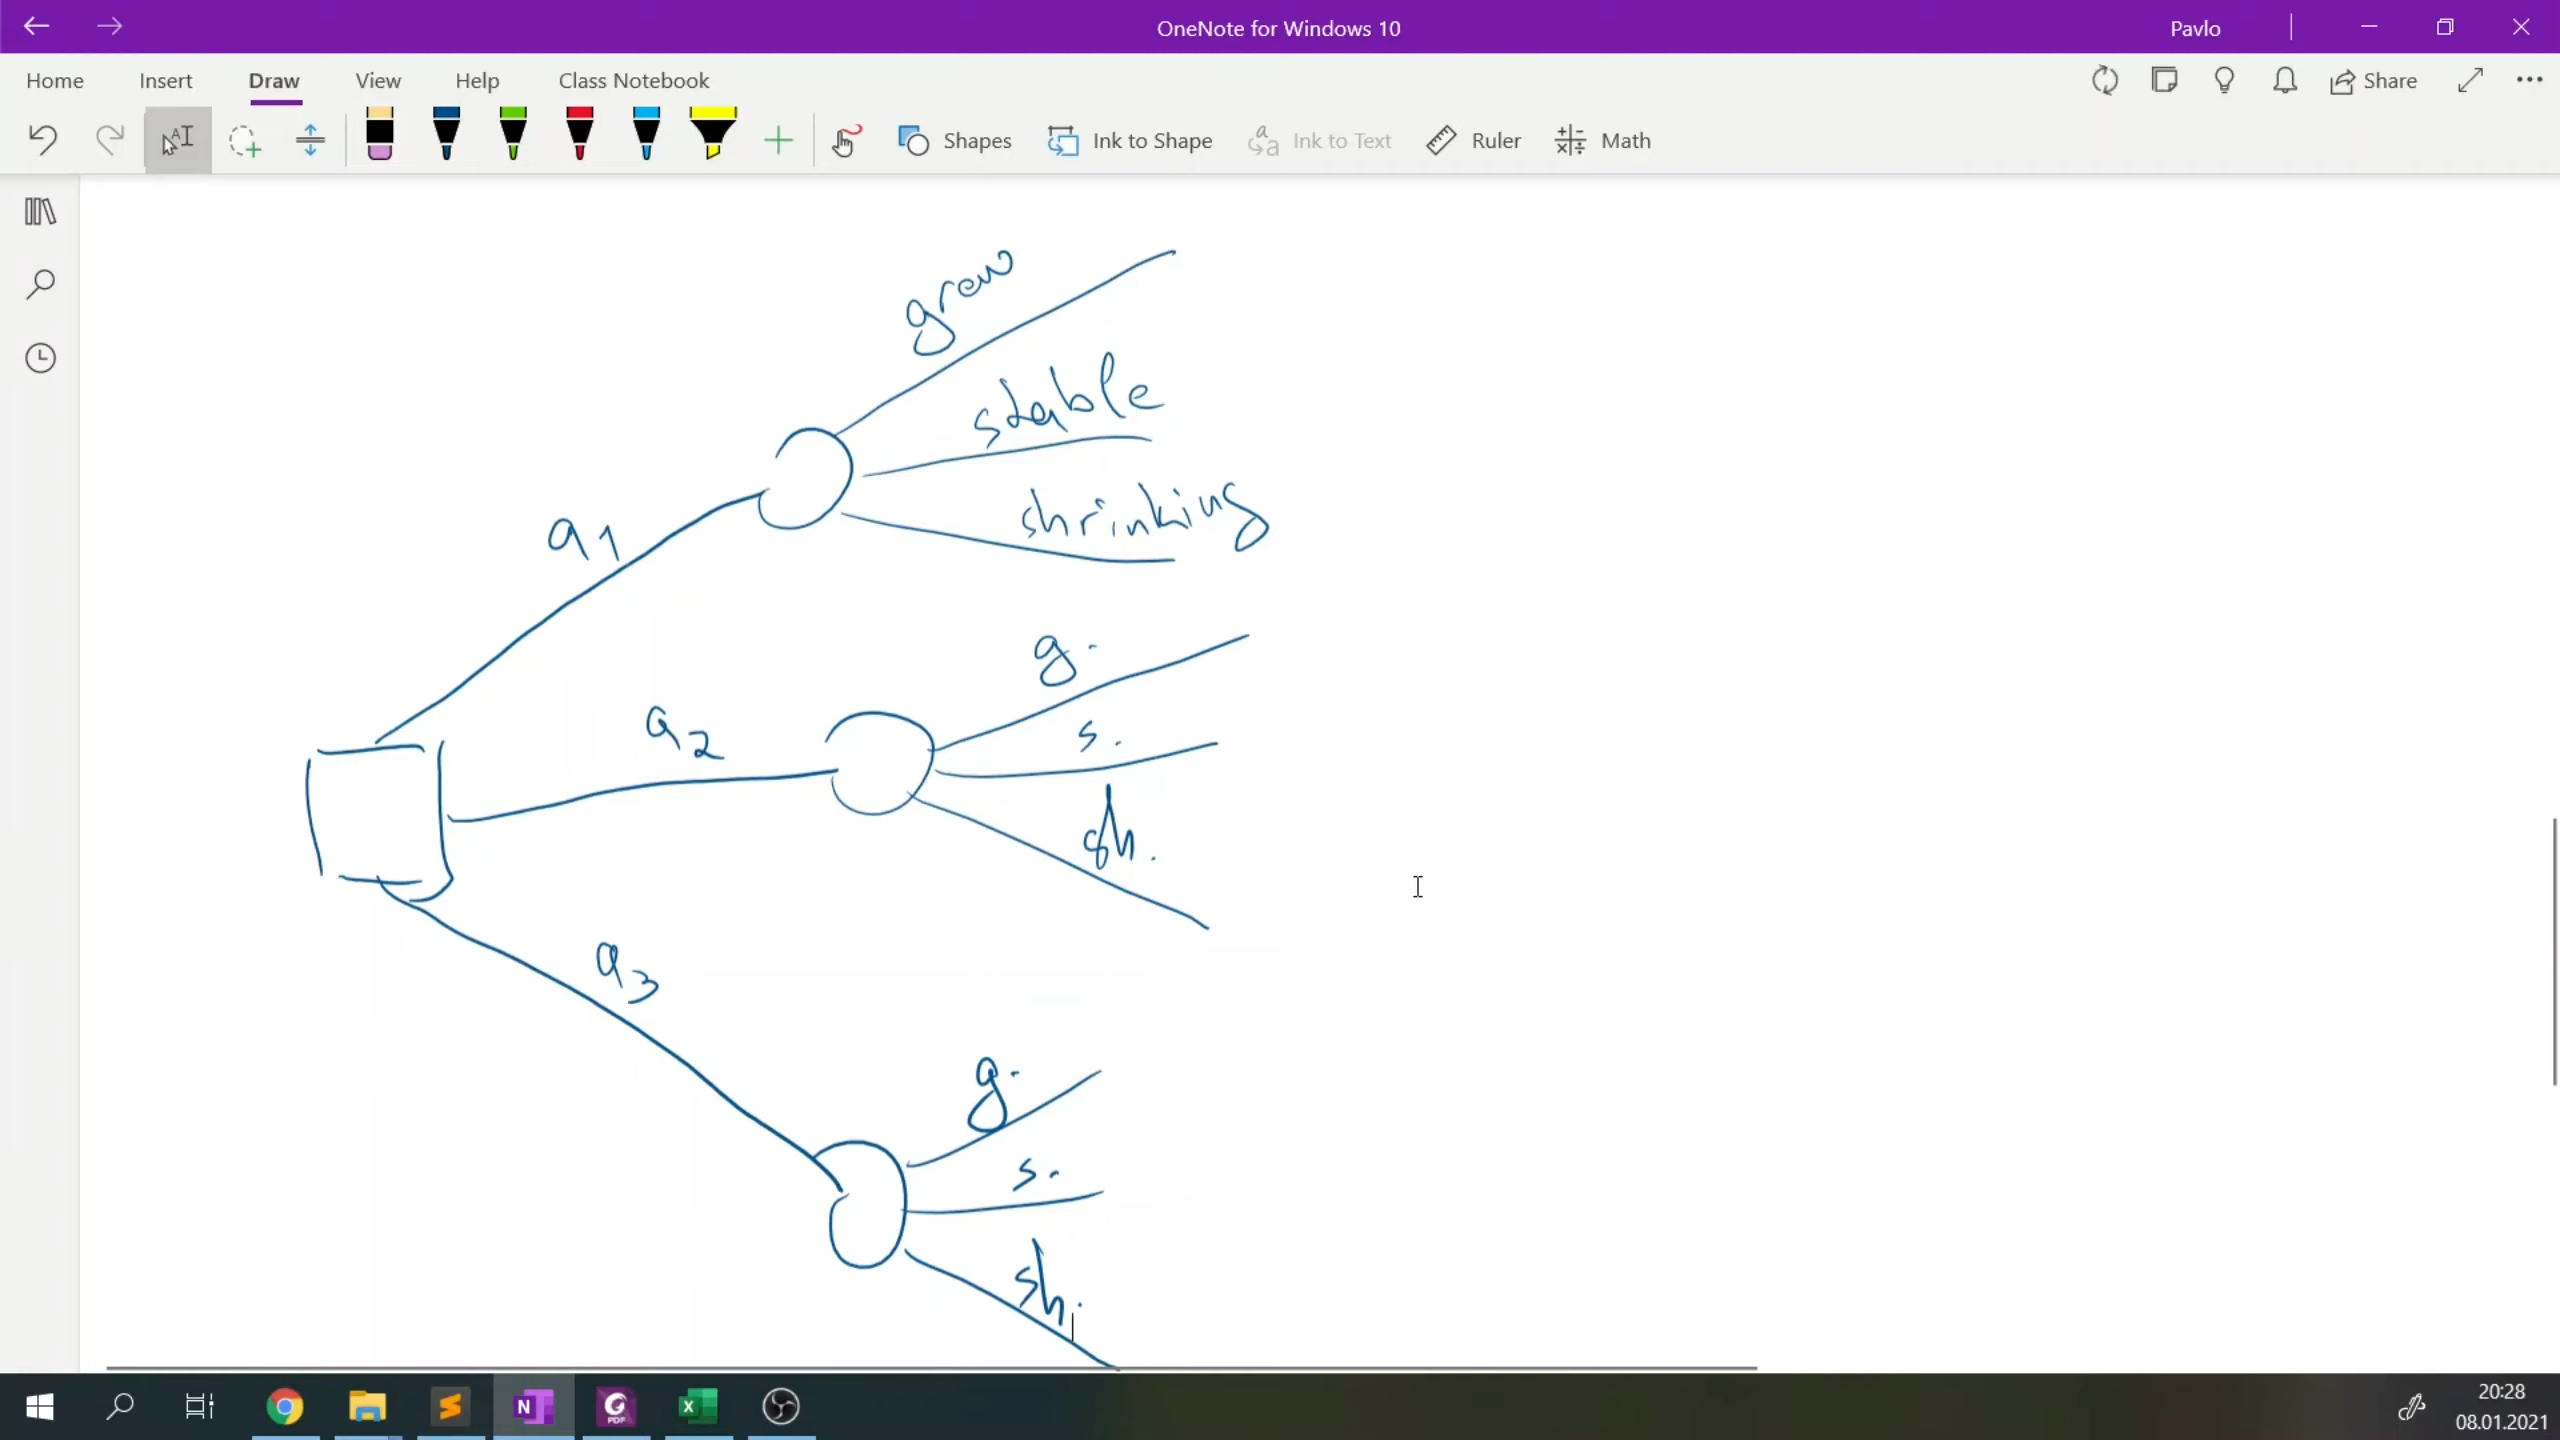 OneNote for Windows 10
Pavlo
Home Insert Draw View Help Class Notebook
Share
Shapes Ink to Shape Ink to Text Ruler Math
grow
stable
shrinking
a1
g.
s.
sh.
a2
a3
g.
s.
sh.
20:28
08.01.2021